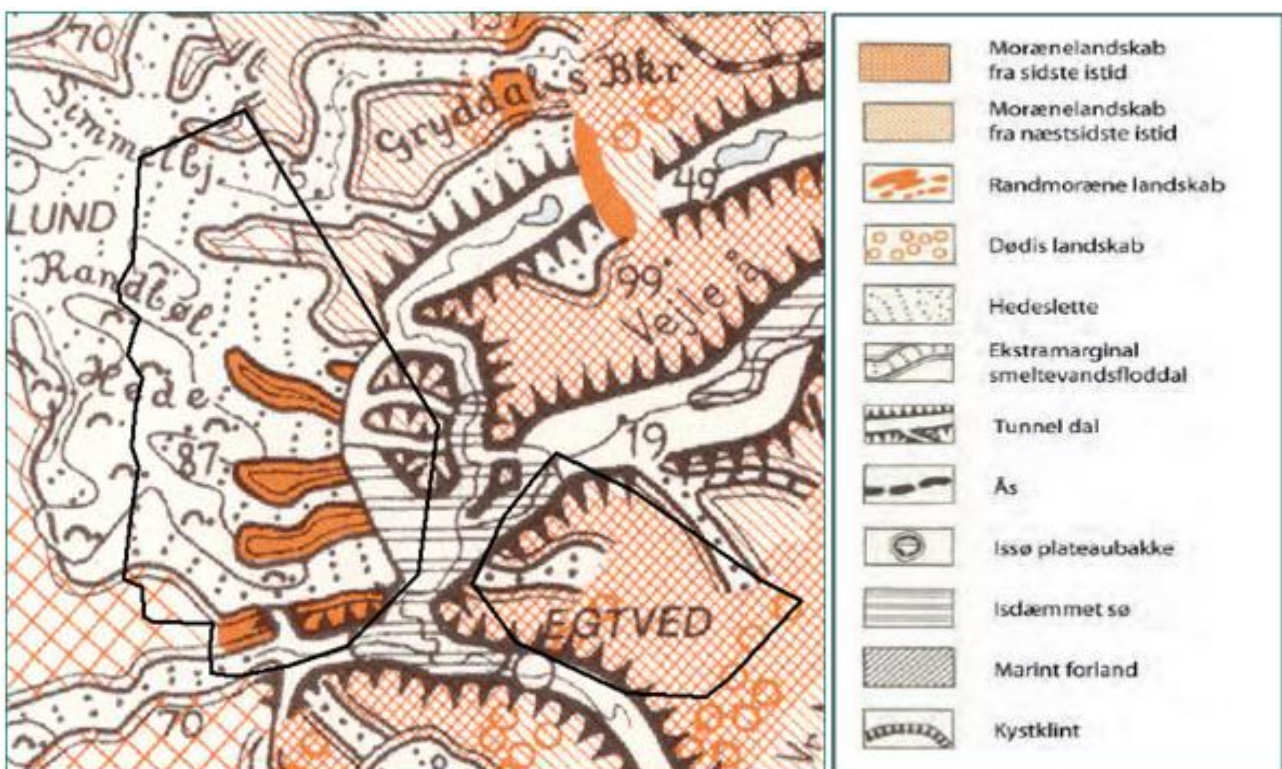 70
137
Gryddals Bkr
Simmelbj.
75
49
LUND
Randbøl
99
Vejle å
Hede
19
87
EGTVED
70
Morænelandskab
fra sidste istid
Morænelandskab
fra næstsidste istid
Randmoræne landskab
Dødis landskab
Hedeslette
Ekstramarginal
smeltevandsfloddal
Tunnel dal
Ås
Issø plateaubakke
Isdæmmet sø
Marint forland
Kystklint